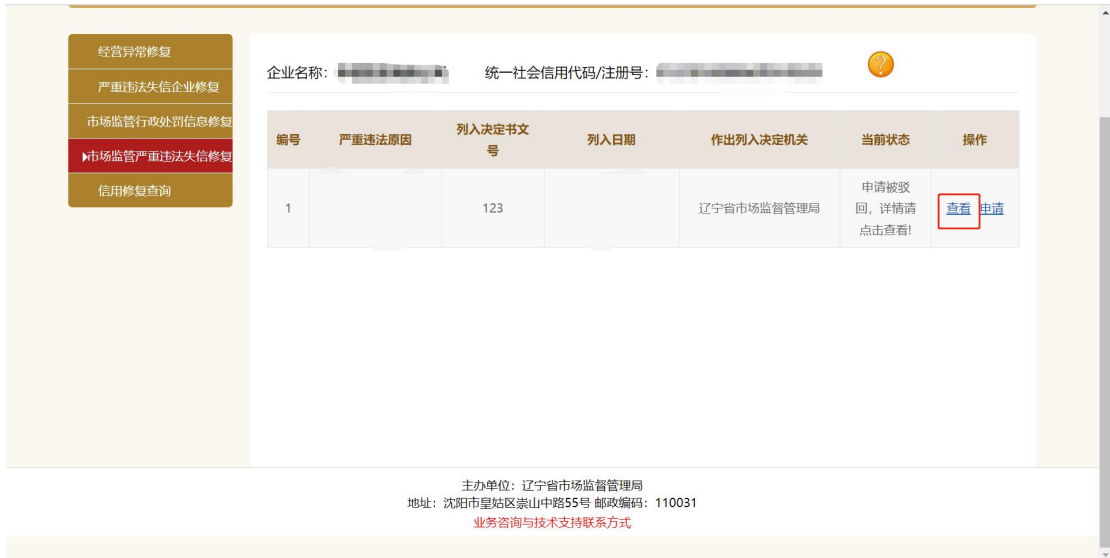 经营异常修复
严重违法失信企业修复
市场监管行政处罚信息修复
市场监管严重违法失信修复
信用修复查询
企业名称：
统一社会信用代码/注册号：
编号
严重违法原因
列入决定书文
号
列入日期
作出列入决定机关
当前状态
操作
1
123
辽宁省市场监督管理局
申请被驳
回，详情请
点击查看!
查看 申请
主办单位：辽宁省市场监督管理局
地址：沈阳市皇姑区崇山中路55号 邮政编码：110031
业务咨询与技术支持联系方式